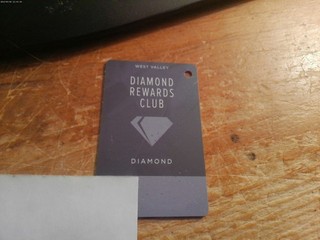 WEST VALLEY
DIAMOND
REWARDS
CLUB
DIAMOND